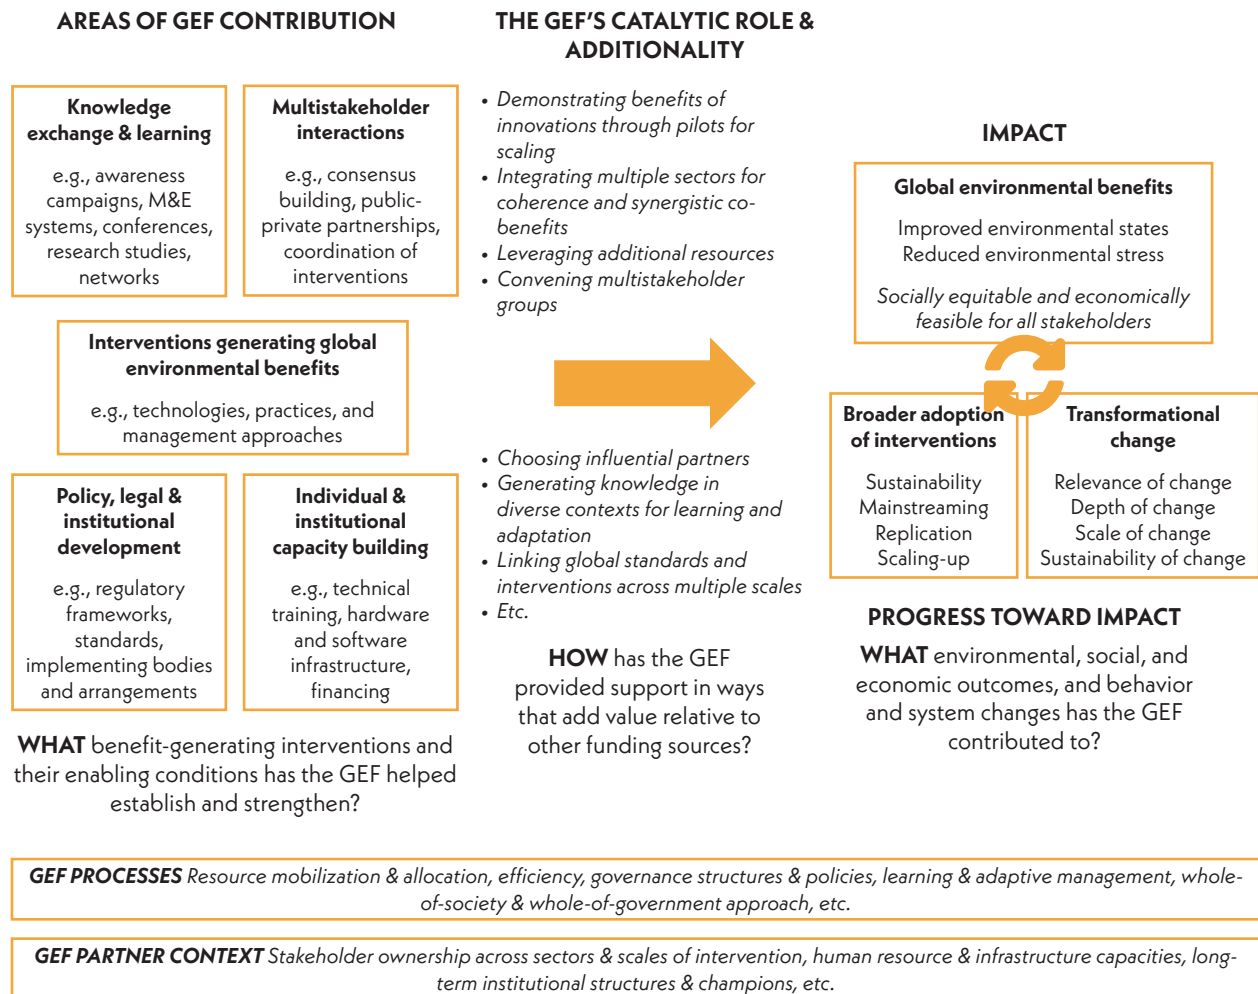 AREAS OF GEF CONTRIBUTION
Knowledge
exchange & learning
e.g., awareness
campaigns, M&E
systems, conferences,
research studies,
networks
Multistakeholder
interactions
e.g., consensus
building, public-
private partnerships,
coordination of
interventions
Interventions generating global
environmental benefits
e.g., technologies, practices, and
management approaches
Policy, legal &
institutional
development
e.g., regulatory
frameworks,
standards,
implementing bodies
and arrangements
Individual &
institutional
capacity building
e.g., technical
training, hardware
and software
infrastructure,
financing
WHAT benefit-generating interventions and
their enabling conditions has the GEF helped
establish and strengthen?
THE GEF'S CATALYTIC ROLE &
ADDITIONALITY
• Demonstrating benefits of
innovations through pilots for
scaling
• Integrating multiple sectors for
coherence and synergistic co-
benefits
• Leveraging additional resources
• Convening multistakeholder
groups
• Choosing influential partners
• Generating knowledge in
diverse contexts for learning and
adaptation
• Linking global standards and
interventions across multiple scales
• Etc.
HOW has the GEF
provided support in ways
that add value relative to
other funding sources?
IMPACT
Global environmental benefits
Improved environmental states
Reduced environmental stress
Socially equitable and economically
feasible for all stakeholders
Broader adoption
of interventions
Sustainability
Mainstreaming
Replication
Scaling-up
Transformational
change
Relevance of change
Depth of change
Scale of change
Sustainability of change
PROGRESS TOWARD IMPACT
WHAT environmental, social, and
economic outcomes, and behavior
and system changes has the GEF
contributed to?
GEF PROCESSES Resource mobilization & allocation, efficiency, governance structures & policies, learning & adaptive management, whole-
of-society & whole-of-government approach, etc.
GEF PARTNER CONTEXT Stakeholder ownership across sectors & scales of intervention, human resource & infrastructure capacities, long-
term institutional structures & champions, etc.